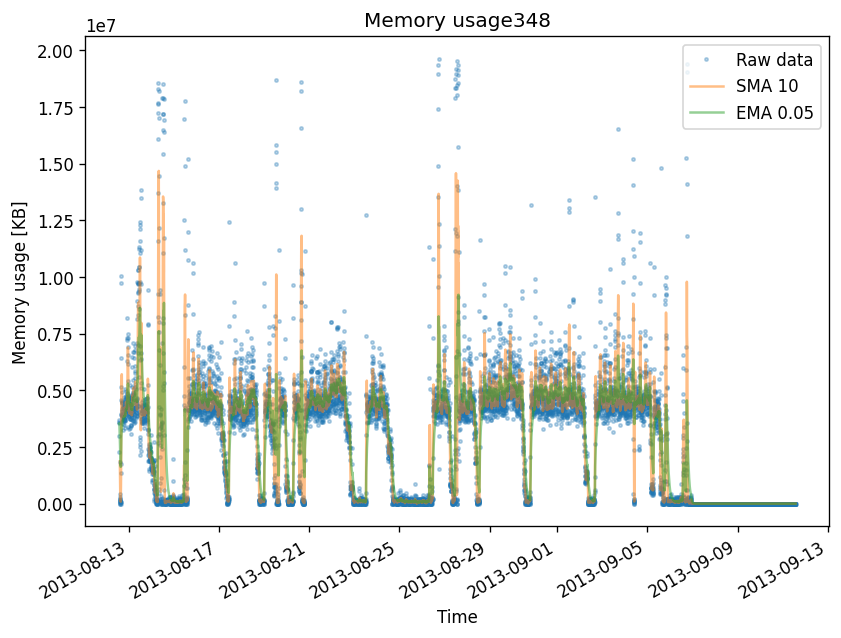 Memory usage348
1e7
2.00
1.75
1.50
1.25
1.00
0.75
0.50
0.25
0.00
Memory usage [KB]
Raw data
SMA 10
EMA 0.05
2013-08-13
2013-08-17
2013-08-21
2013-08-25
2013-08-29
2013-09-01
2013-09-05
2013-09-09
2013-09-13
Time